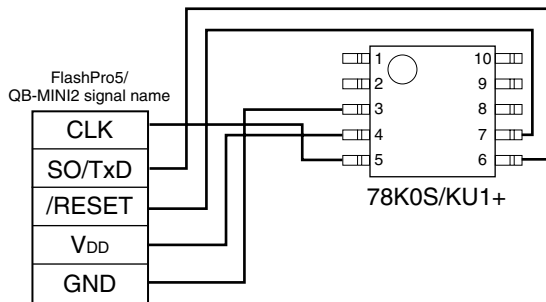 FlashPro5/
QB-MINI2 signal name
CLK
SO/TxD
/RESET
VDD
GND
1 10
2 9
3 8
4 7
5 6
78K0S/KU1+